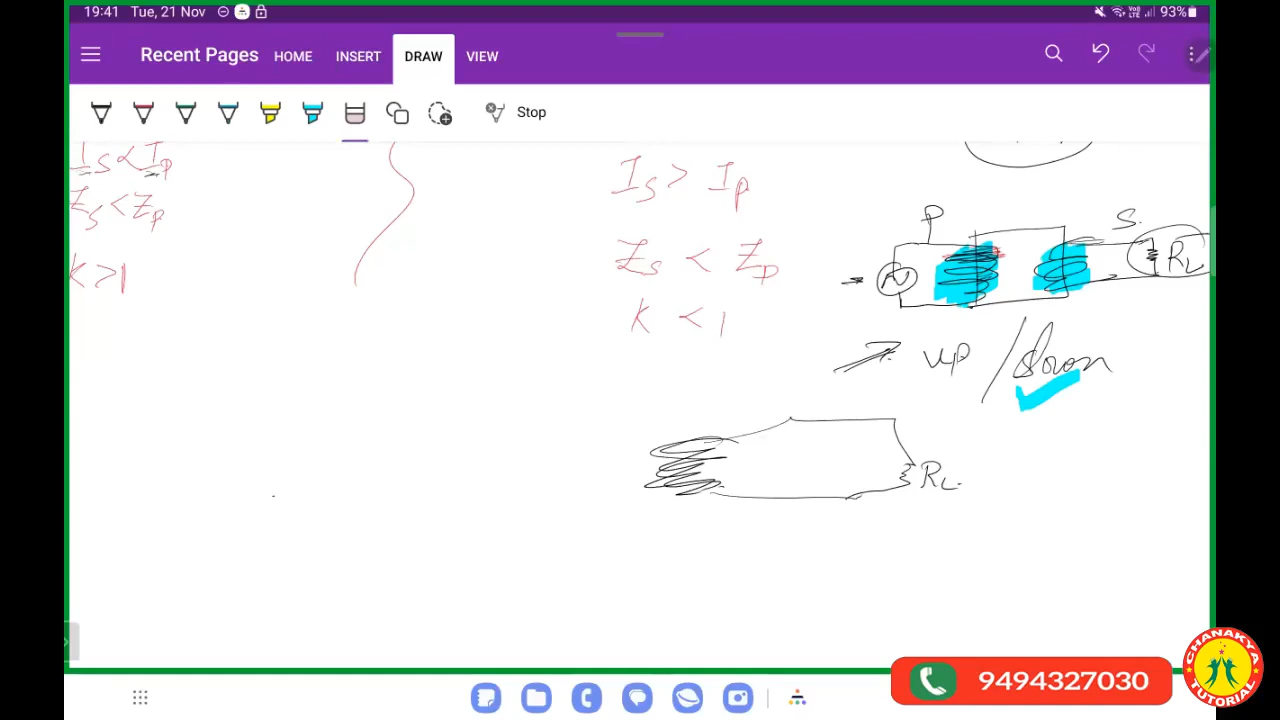 19:41 Tue, 21 Nov 93%
Recent Pages HOME INSERT DRAW VIEW
Stop
Is < Ip
Zs < Zp
K > 1
Is > Ip
Zs < Zp
K < 1
P
S
RL
up / down
RL
9494327030
CHANAKYA TUTORIAL